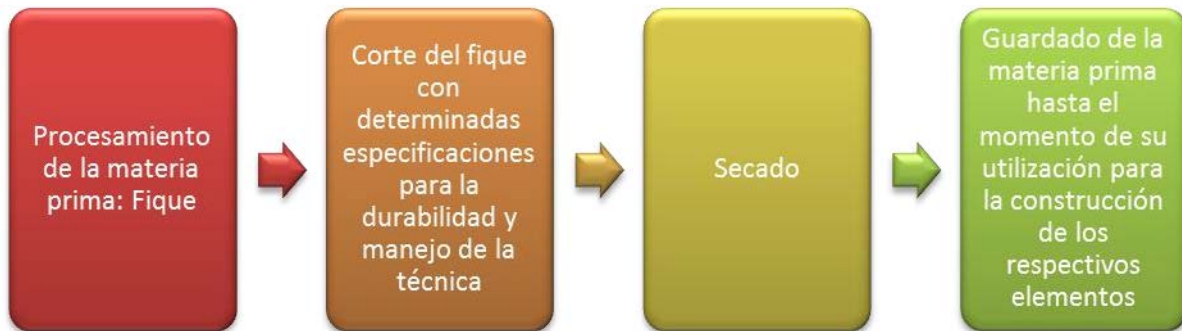 Procesamiento
de la materia
prima: Fique
Corte del fique
con
determinadas
especificaciones
para la
durabilidad y
manejo de la
técnica
Secado
Guardado de la
materia prima
hasta el
momento de su
utilización para
la construcción
de los
respectivos
elementos